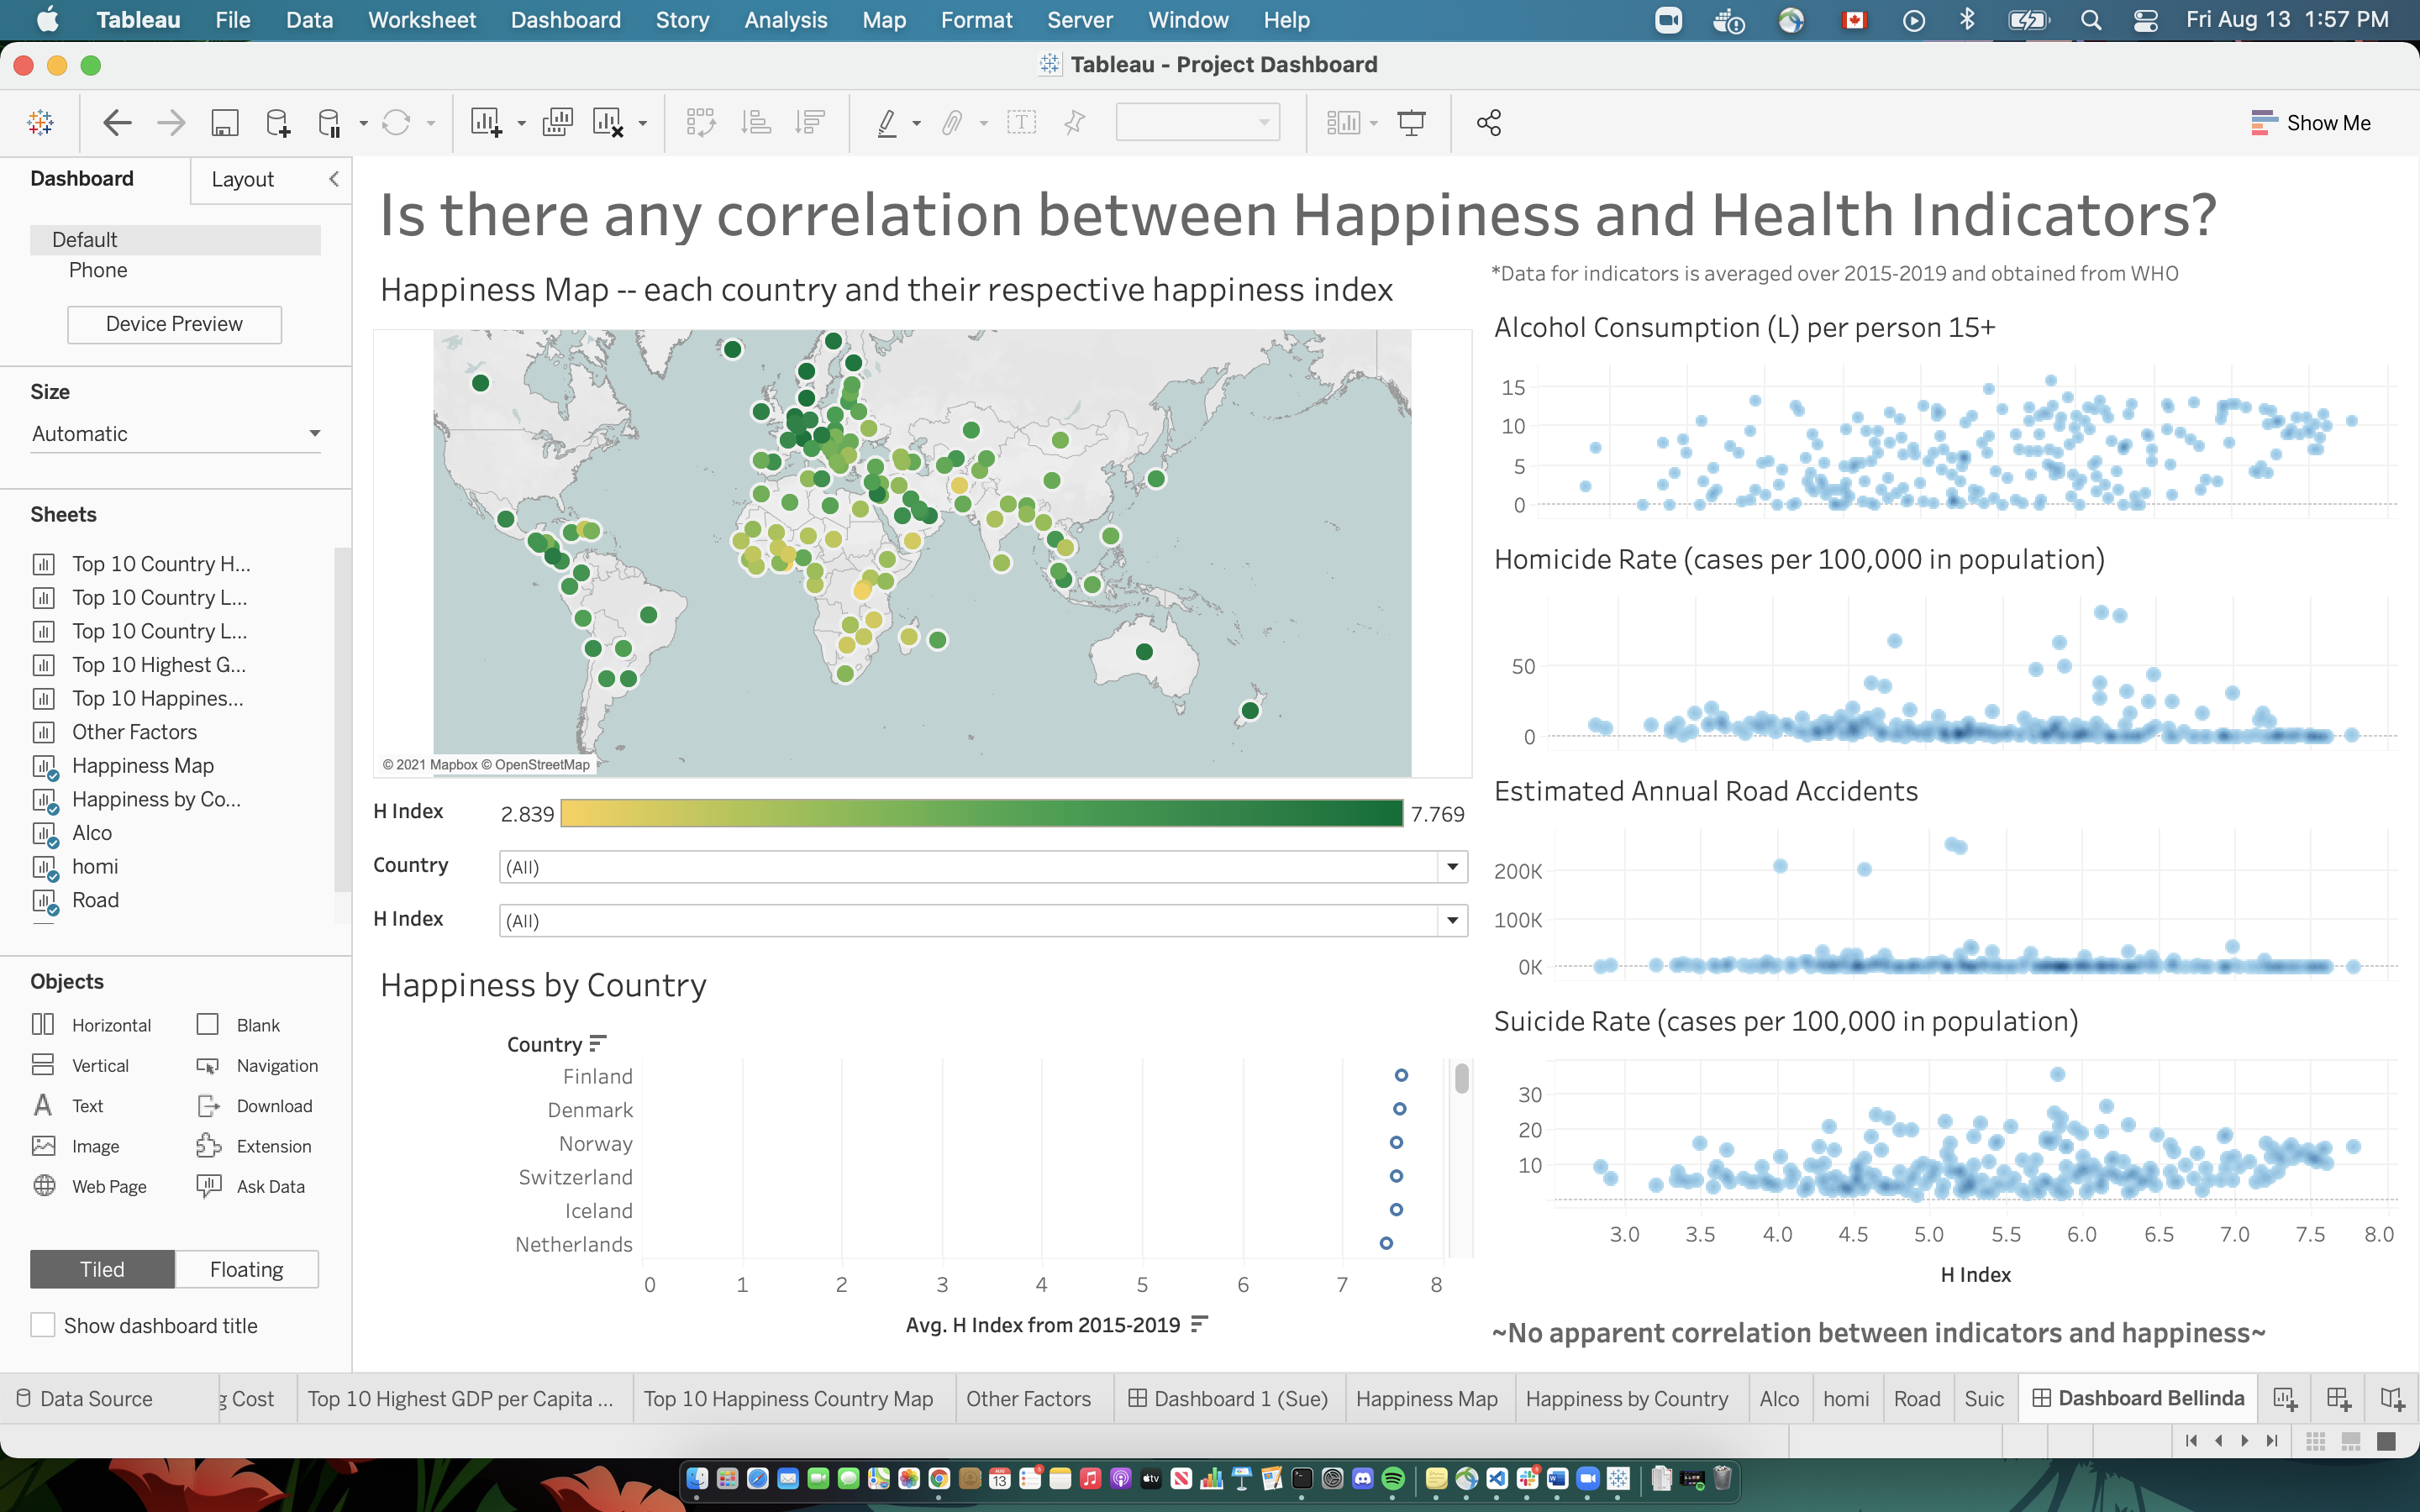 Tableau File Data Worksheet Dashboard Story Analysis Map Format Server Window Help Fri Aug 13 1:57 PM
Tableau - Project Dashboard
Show Me
Dashboard Layout
Default
Phone
Device Preview
Size
Automatic
Sheets
Top 10 Country H...
Top 10 Country L...
Top 10 Country L...
Top 10 Highest G...
Top 10 Happines...
Other Factors
Happiness Map
Happiness by Co...
Alco
homi
Road
Objects
Horizontal Blank
Vertical Navigation
Text Download
Image Extension
Web Page Ask Data
Tiled Floating
Show dashboard title
Is there any correlation between Happiness and Health Indicators?
Happiness Map -- each country and their respective happiness index
© 2021 Mapbox © OpenStreetMap
H Index 2.839 7.769
Country (All)
H Index (All)
Happiness by Country
Country
Finland
Denmark
Norway
Switzerland
Iceland
Netherlands
0 1 2 3 4 5 6 7 8
Avg. H Index from 2015-2019
*Data for indicators is averaged over 2015-2019 and obtained from WHO
Alcohol Consumption (L) per person 15+
15
10
5
0
Homicide Rate (cases per 100,000 in population)
50
0
Estimated Annual Road Accidents
200K
100K
0K
Suicide Rate (cases per 100,000 in population)
30
20
10
3.0 3.5 4.0 4.5 5.0 5.5 6.0 6.5 7.0 7.5 8.0
H Index
~No apparent correlation between indicators and happiness~
Data Source g Cost Top 10 Highest GDP per Capita ... Top 10 Happiness Country Map Other Factors Dashboard 1 (Sue) Happiness Map Happiness by Country Alco homi Road Suic Dashboard Bellinda